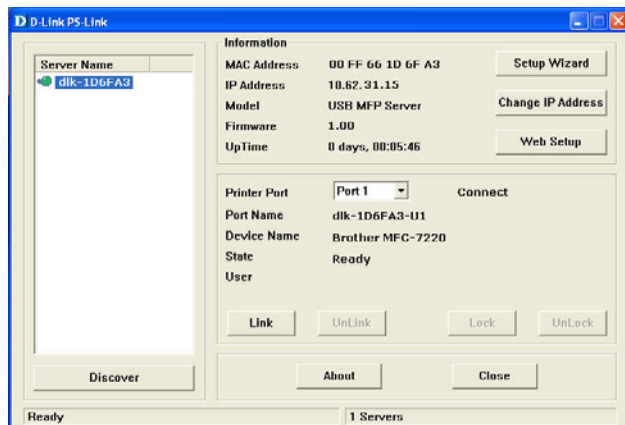 D-Link PS-Link
Server Name
dlk-1D6FA3
Discover
Information
MAC Address 00 FF 66 1D 6F A3
IP Address 10.62.31.15
Model USB MFP Server
Firmware 1.00
UpTime 0 days, 00:05:46
Setup Wizard
Change IP Address
Web Setup
Printer Port Port 1 Connect
Port Name dlk-1D6FA3-U1
Device Name Brother MFC-7220
State Ready
User
Link UnLink Lock UnLock
About Close
Ready 1 Servers